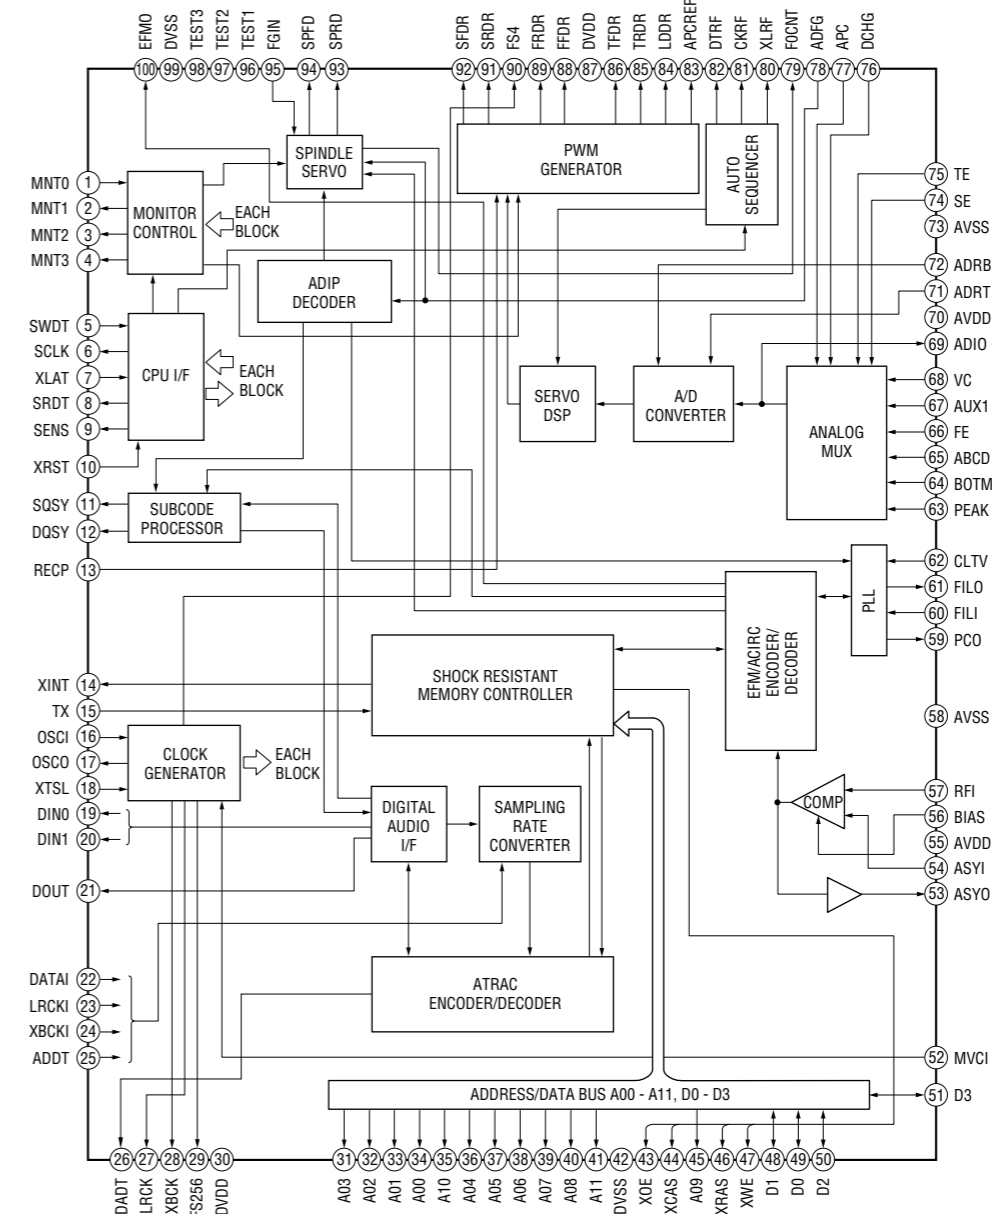 EFMO DVSS TEST3 TEST2 TEST1 FGIN SPFD SPRD SFDR SRDR FS4 FRDR FFDR DVDD TFDR TRDR LDDR APCREF DTRF CKRF XLRF F0CNT ADFG APC DCHG
100 99 98 97 96 95 94 93 92 91 90 89 88 87 86 85 84 83 82 81 80 79 78 77 76
SPINDLE
SERVO
PWM
GENERATOR
AUTO
SEQUENCER
MNT0 1
MNT1 2
MNT2 3
MNT3 4
MONITOR
CONTROL
EACH
BLOCK
75 TE
74 SE
73 AVSS
72 ADRB
71 ADRT
70 AVDD
69 ADIO
ADIP
DECODER
SWDT 5
SCLK 6
XLAT 7
SRDT 8
SENS 9
XRST 10
CPU I/F
EACH
BLOCK
SERVO
DSP
A/D
CONVERTER
ANALOG
MUX
68 VC
67 AUX1
66 FE
65 ABCD
64 BOTM
63 PEAK
SQSY 11
DQSY 12
SUBCODE
PROCESSOR
RECP 13
62 CLTV
61 FILO
60 FILI
59 PCO
PLL
EFM/ACIRC
ENCODER/
DECODER
SHOCK RESISTANT
MEMORY CONTROLLER
XINT 14
TX 15
OSCI 16
OSCO 17
XTSL 18
DIN0 19
DIN1 20
CLOCK
GENERATOR
EACH
BLOCK
58 AVSS
DIGITAL
AUDIO
I/F
SAMPLING
RATE
CONVERTER
COMP
57 RFI
56 BIAS
55 AVDD
54 ASYI
53 ASYO
DOUT 21
DATAI 22
LRCKI 23
XBCKI 24
ADDT 25
ATRAC
ENCODER/DECODER
52 MVCI
51 D3
ADDRESS/DATA BUS A00 - A11, D0 - D3
26 27 28 29 30 31 32 33 34 35 36 37 38 39 40 41 42 43 44 45 46 47 48 49 50
DADT LRCK XBCK FS256 DVDD A03 A02 A01 A00 A10 A04 A05 A06 A07 A08 A11 DVSS XOE XCAS A09 XRAS XWE D1 D0 D2